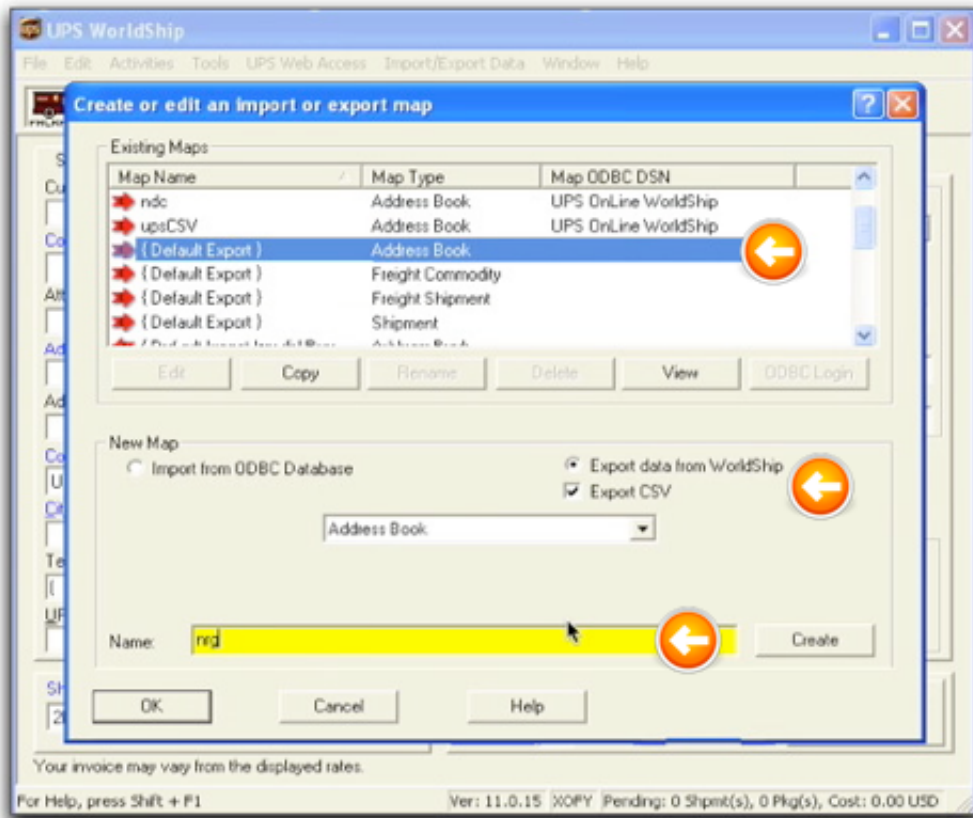 UPS WorldShip
File Edit Activities Tools UPS Web Access Import/Export Data Window Help
Create or edit an import or export map
Existing Maps
Map Name Map Type Map ODBC DSN
ndc Address Book UPS OnLine WorldShip
upsCSV Address Book UPS OnLine WorldShip
{ Default Export } Address Book
{ Default Export } Freight Commodity
{ Default Export } Freight Shipment
{ Default Export } Shipment
Edit Copy Rename Delete View ODBC Login
New Map
Import from ODBC Database Export data from WorldShip
Export CSV
Address Book
Name: nrg Create
OK Cancel Help
Your invoice may vary from the displayed rates.
For Help, press Shift + F1 Ver: 11.0.15 XOFY Pending: 0 Shpmt(s), 0 Pkg(s), Cost: 0.00 USD